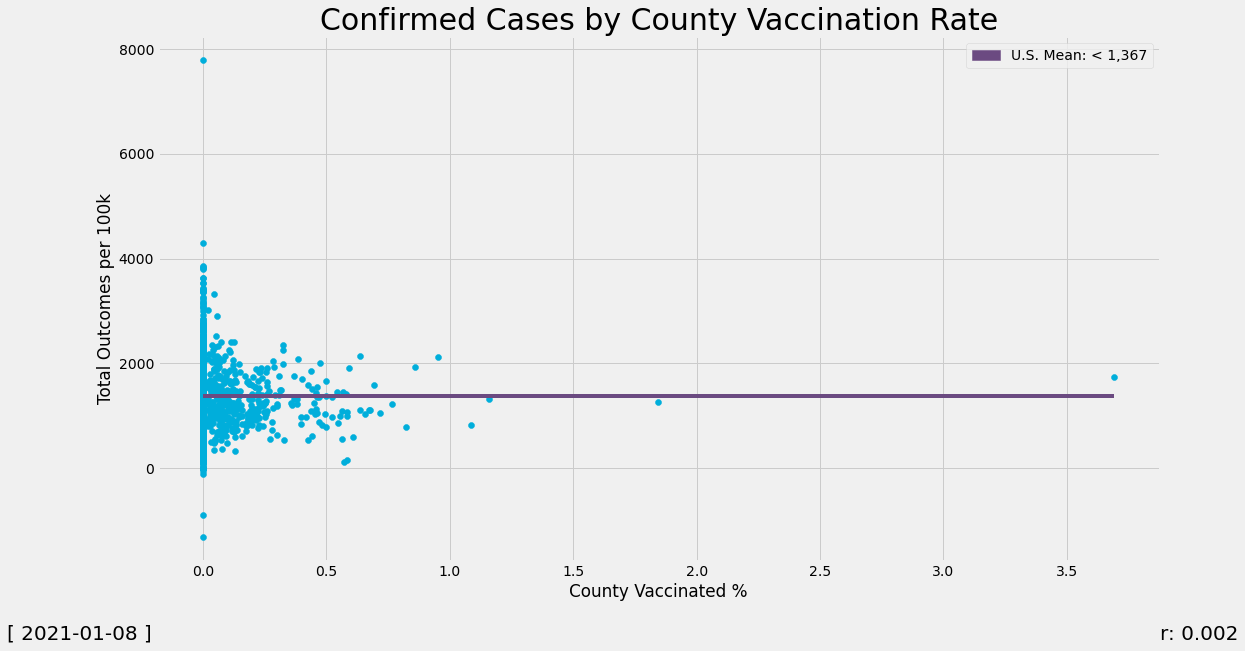 Confirmed Cases by County Vaccination Rate
U.S. Mean: < 1,367
Total Outcomes per 100k
8000
6000
4000
2000
0
0.0 0.5 1.0 1.5 2.0 2.5 3.0 3.5
County Vaccinated %
[ 2021-01-08 ]
r: 0.002